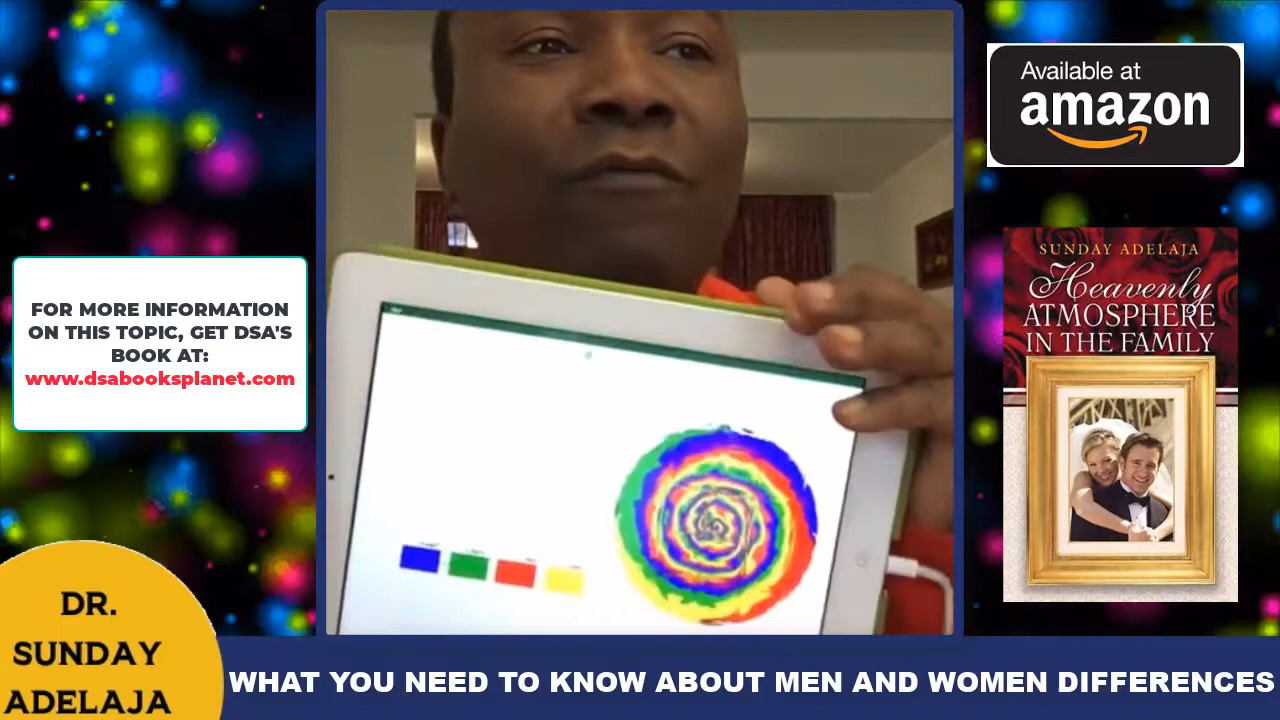 Available at
amazon
SUNDAY ADELAJA
Heavenly
ATMOSPHERE
IN THE FAMILY
FOR MORE INFORMATION
ON THIS TOPIC, GET DSA'S
BOOK AT:
www.dsabooksplanet.com
DR.
SUNDAY
ADELAJA
WHAT YOU NEED TO KNOW ABOUT MEN AND WOMEN DIFFERENCES